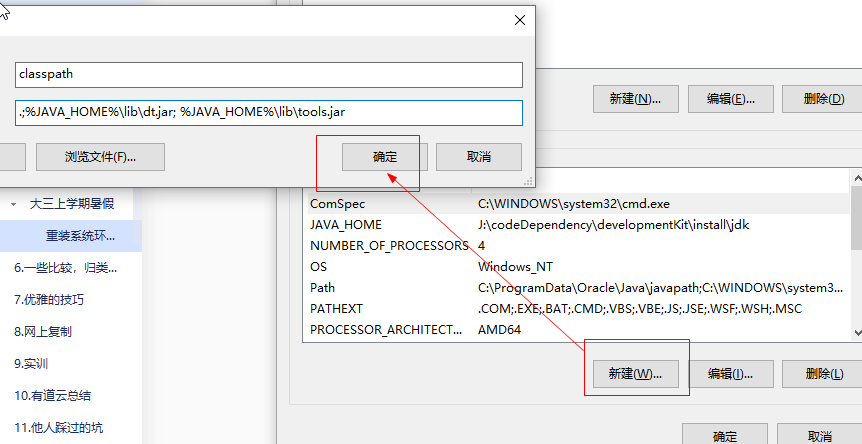 classpath
.;%JAVA_HOME%\lib\dt.jar; %JAVA_HOME%\lib\tools.jar
浏览文件(F)...
确定
取消
新建(N)...
编辑(E)...
删除(D)
大三上学期暑假
重装系统环...
6.一些比较，归类...
7.优雅的技巧
8.网上复制
9.实训
10.有道云总结
11.他人踩过的坑
ComSpec C:\WINDOWS\system32\cmd.exe
JAVA_HOME J:\codeDependency\developmentKit\install\jdk
NUMBER_OF_PROCESSORS 4
OS Windows_NT
Path C:\ProgramData\Oracle\Java\javapath;C:\WINDOWS\system3...
PATHEXT .COM;.EXE;.BAT;.CMD;.VBS;.VBE;.JS;.JSE;.WSF;.WSH;.MSC
PROCESSOR_ARCHITECT... AMD64
新建(W)...
编辑(I)...
删除(L)
确定
取消